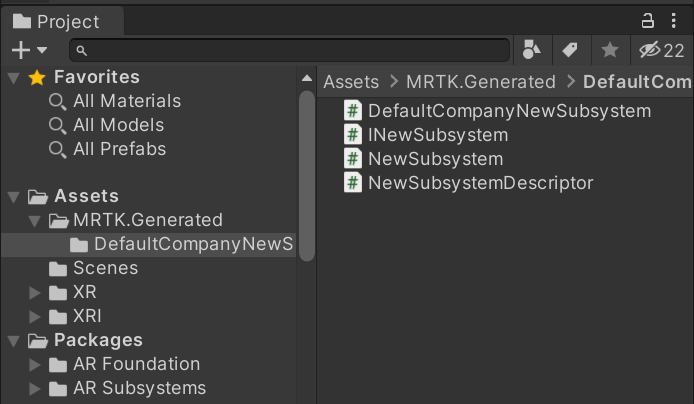 Project
22
Favorites
All Materials
All Models
All Prefabs
Assets
MRTK.Generated
DefaultCompanyNewS
Scenes
XR
XRI
Packages
AR Foundation
AR Subsystems
Assets > MRTK.Generated > DefaultCom
DefaultCompanyNewSubsystem
INewSubsystem
NewSubsystem
NewSubsystemDescriptor